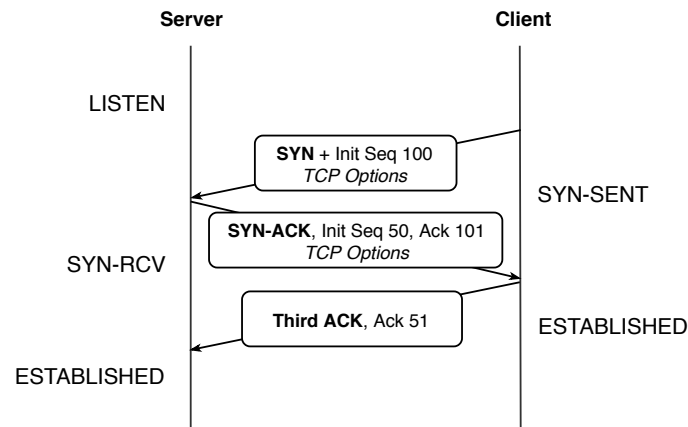 Server
Client
LISTEN
SYN + Init Seq 100
TCP Options
SYN-SENT
SYN-ACK, Init Seq 50, Ack 101
TCP Options
SYN-RCV
Third ACK, Ack 51
ESTABLISHED
ESTABLISHED